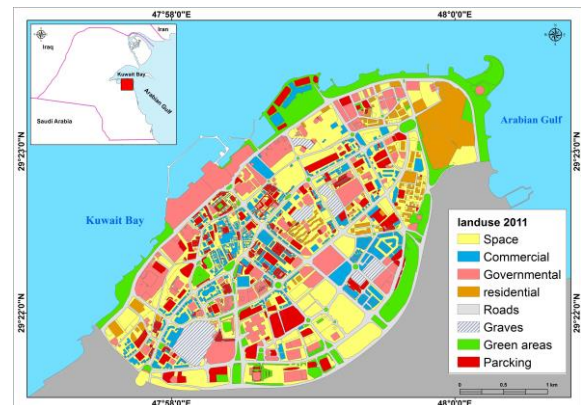 47°58'0"E
48°0'0"E
Iran
Iraq
Kuwait Bay
Arabian Gulf
Saudi Arabia
29°23'0"N
29°22'0"N
Arabian Gulf
Kuwait Bay
29°23'0"N
29°22'0"N
landuse 2011
Space
Commercial
Governmental
residential
Roads
Graves
Green areas
Parcking
0 0.5 1 km
47°58'0"E
48°0'0"E